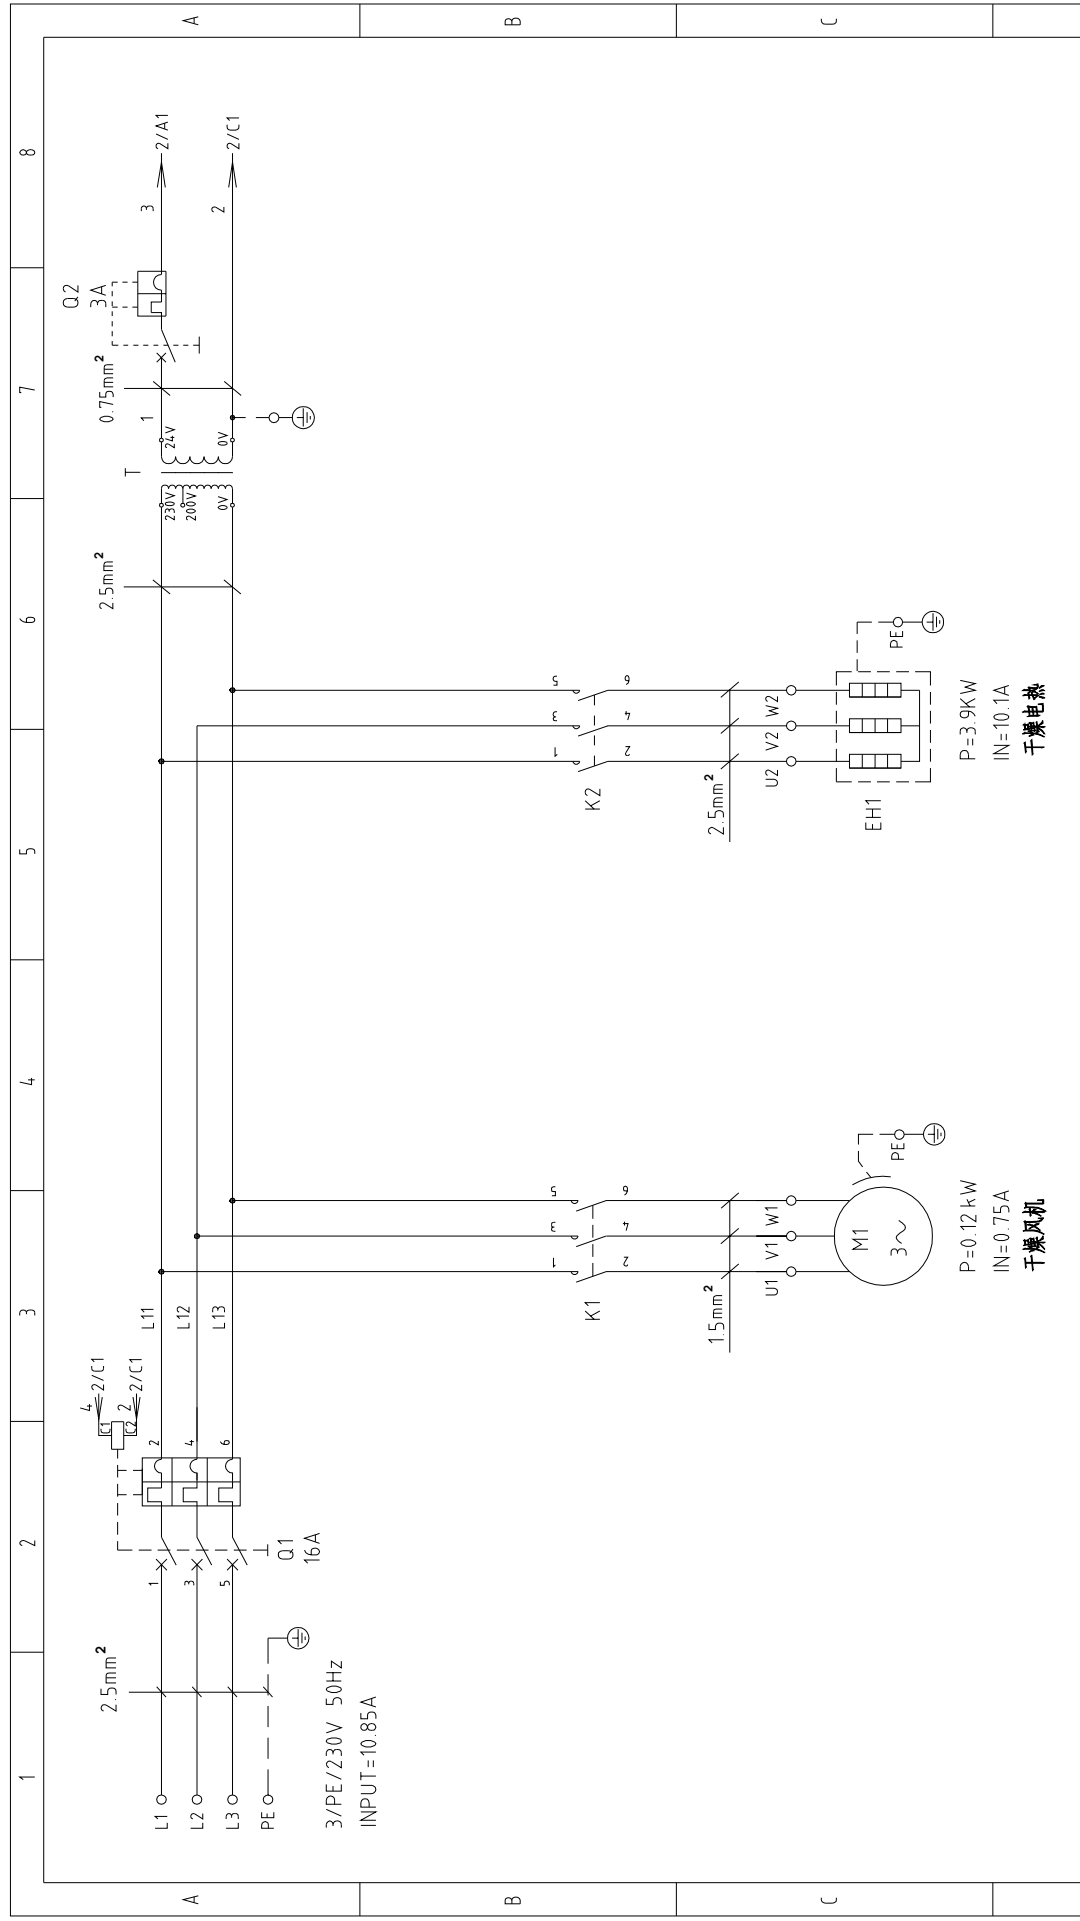 1 2 3 4 5 6 7 8
A
A
B
B
C
C
2.5mm²
L1
L2
L3
PE
3/PE/230V 50Hz
INPUT=10.85A
1
3
5
Q1
16A
2
4
6
C1
C2
4
2/C1
2
2/C1
L11
L12
L13
1 3 5
K1
2 4 6
1.5mm²
U1 V1 W1
M1
3~
PE
P=0.12kW
IN=0.75A
干燥风机
1 3 5
K2
2 4 6
2.5mm²
U2 V2 W2
EH1
PE
P=3.9KW
IN=10.1A
干燥电热
2.5mm²
T
230V
200V
0V
24V
0V
1
0.75mm²
Q2
3A
3
2/A1
2
2/C1